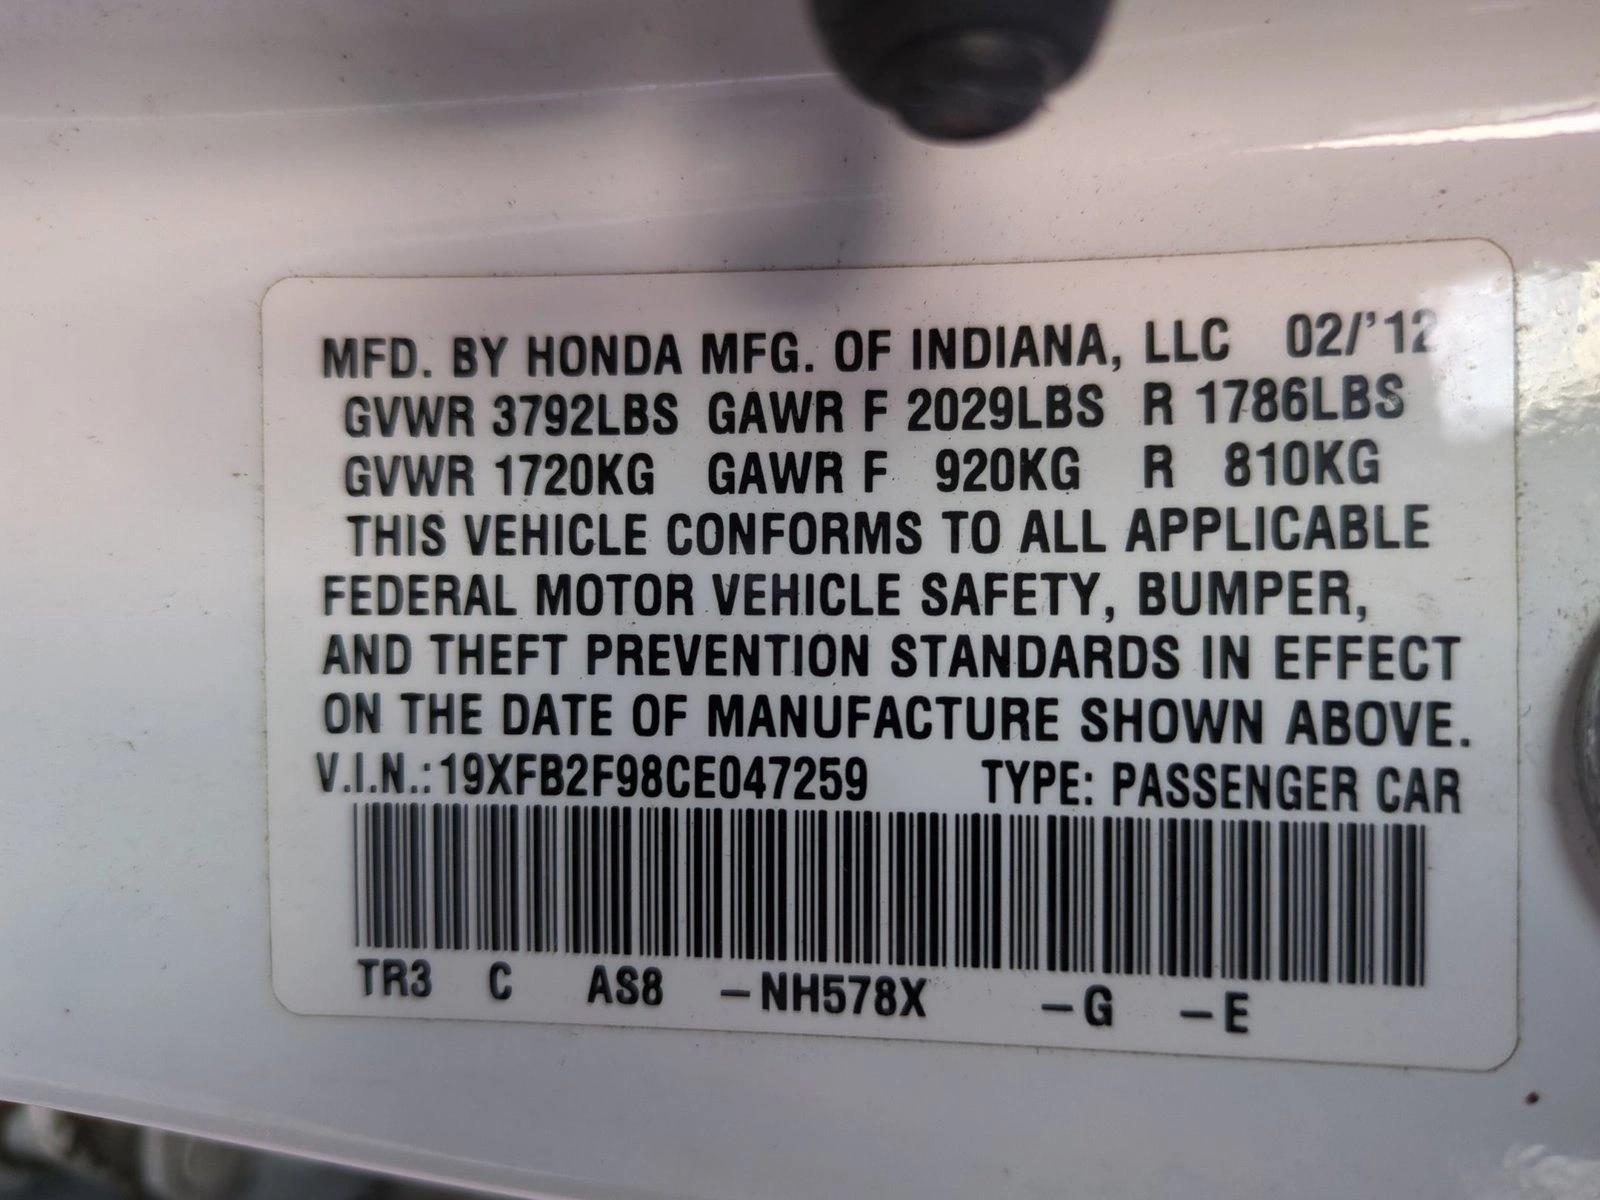 MFD. BY HONDA MFG. OF INDIANA, LLC 02/'12
GVWR 3792LBS GAWR F 2029LBS R 1786LBS
GVWR 1720KG GAWR F 920KG R 810KG
THIS VEHICLE CONFORMS TO ALL APPLICABLE
FEDERAL MOTOR VEHICLE SAFETY, BUMPER,
AND THEFT PREVENTION STANDARDS IN EFFECT
ON THE DATE OF MANUFACTURE SHOWN ABOVE.
V.I.N.: 19XFB2F98CE047259 TYPE: PASSENGER CAR
TR3 C AS8 –NH578X –G –E